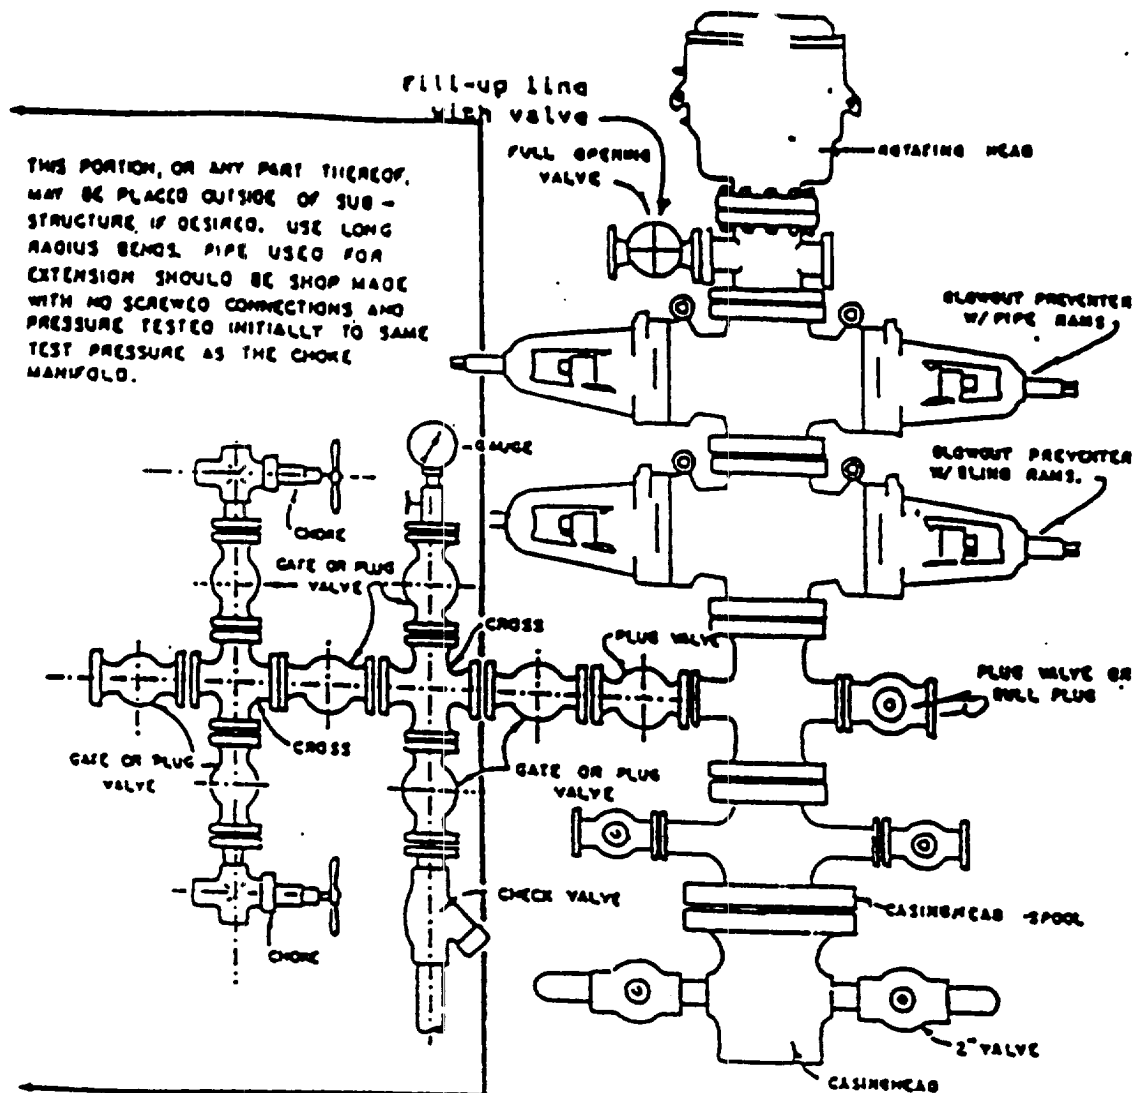 Fill-up line
with valve
FULL OPENING
VALVE
ROTATING HEAD
THIS PORTION, OR ANY PART THEREOF,
MAY BE PLACED OUTSIDE OF SUB-
STRUCTURE, IF DESIRED. USE LONG
RADIUS BENDS. PIPE USED FOR
EXTENSION SHOULD BE SHOP MADE
WITH NO SCREWED CONNECTIONS AND
PRESSURE TESTED INITIALLY TO SAME
TEST PRESSURE AS THE CHOKE
MANIFOLD.
BLOWOUT PREVENTER
W/ PIPE RAMS.
GAUGE
BLOWOUT PREVENTER
W/ BLIND RAMS.
CHOKE
GATE OR PLUG
VALVE
CROSS
PLUG VALVE
PLUG VALVE OR
BULL PLUG
CROSS
GATE OR PLUG
VALVE
GATE OR PLUG
VALVE
CHECK VALVE
CASINGHEAD SPOOL
CHOKE
2" VALVE
CASINGHEAD